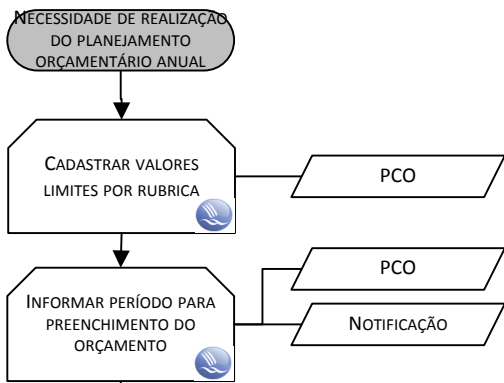 NECESSIDADE DE REALIZAÇÃO
DO PLANEJAMENTO
ORÇAMENTÁRIO ANUAL
CADASTRAR VALORES
LIMITES POR RUBRICA
PCO
INFORMAR PERÍODO PARA
PREENCHIMENTO DO
ORÇAMENTO
PCO
NOTIFICAÇÃO